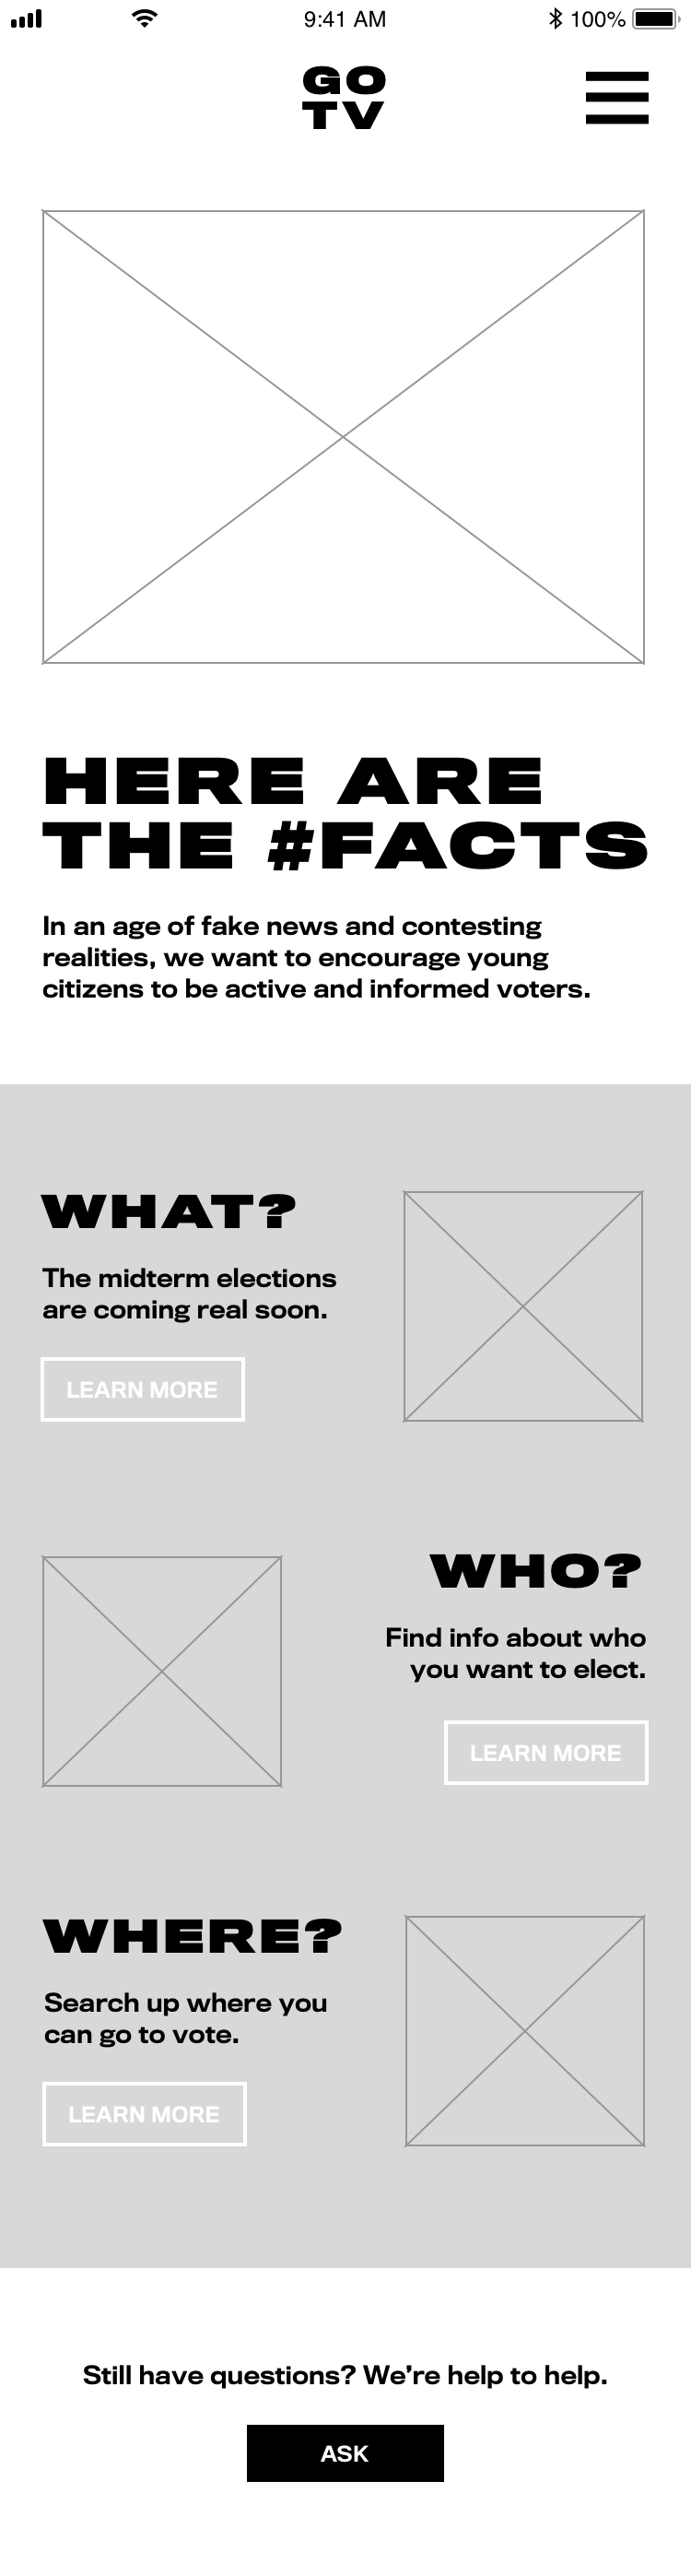 9:41 AM
100%
GO
TV
HERE ARE
THE #FACTS
In an age of fake news and contesting
realities, we want to encourage young
citizens to be active and informed voters.
WHAT?
The midterm elections
are coming real soon.
LEARN MORE
WHO?
Find info about who
you want to elect.
LEARN MORE
WHERE?
Search up where you
can go to vote.
LEARN MORE
Still have questions? We’re help to help.
ASK